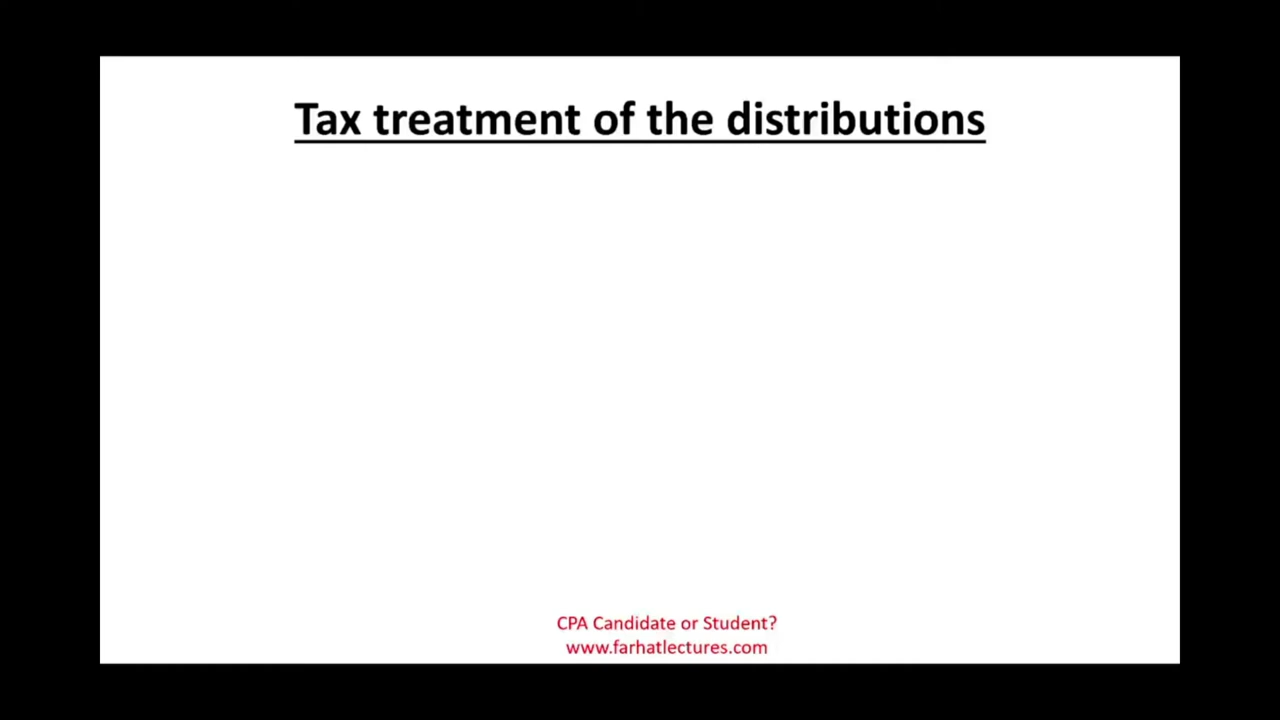 Tax treatment of the distributions
CPA Candidate or Student?
www.farhatlectures.com